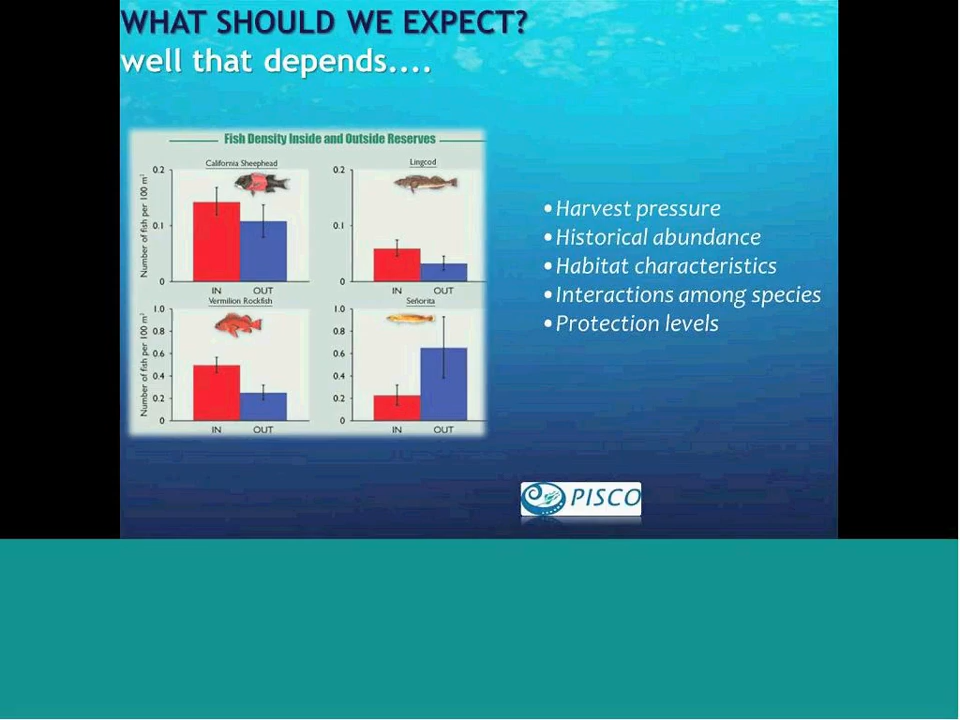 WHAT SHOULD WE EXPECT?
well that depends....
Fish Density Inside and Outside Reserves
California Sheephead
Number of fish per 100 m²
0.2
0.1
0
IN OUT
Lingcod
0.2
0.1
0
IN OUT
Vermilion Rockfish
Number of fish per 100 m²
1.0
0.8
0.6
0.4
0.2
0
IN OUT
Señorita
1.0
0.8
0.6
0.4
0.2
0
IN OUT
•Harvest pressure
•Historical abundance
•Habitat characteristics
•Interactions among species
•Protection levels
PISCO